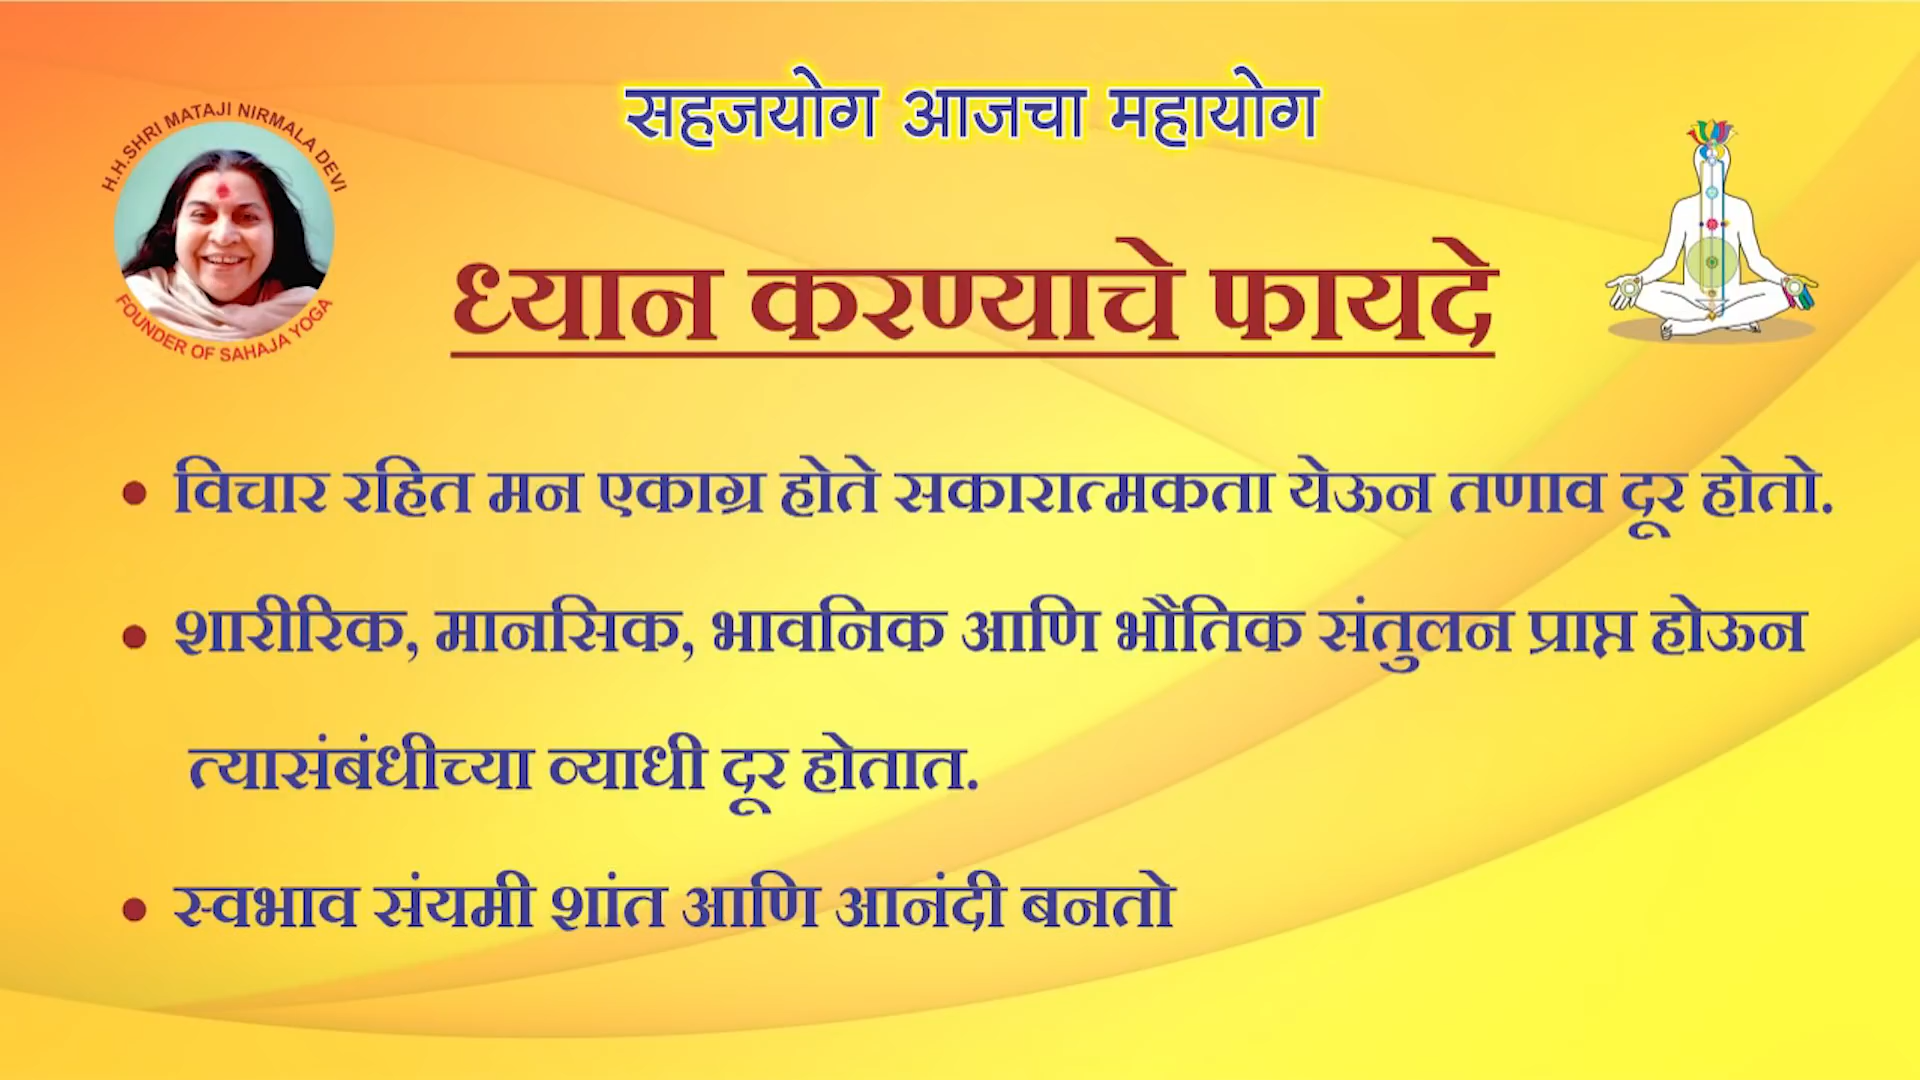 सहजयोग आजचा महायोग
H.H.SHRI MATAJI NIRMALA DEVI
FOUNDER OF SAHAJA YOGA
ध्यान करण्याचे फायदे
• विचार रहित मन एकाग्र होते सकारात्मकता येऊन तणाव दूर होतो.
• शारीरिक, मानसिक, भावनिक आणि भौतिक संतुलन प्राप्त होऊन
त्यासंबंधीच्या व्याधी दूर होतात.
• स्वभाव संयमी शांत आणि आनंदी बनतो